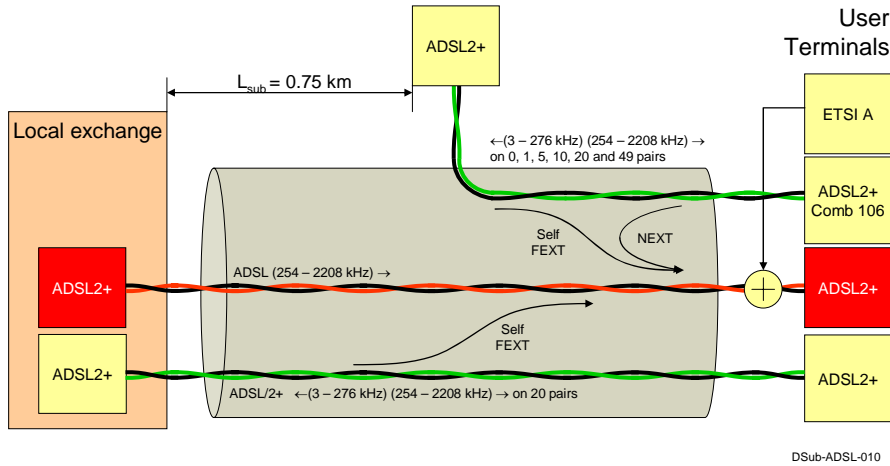 User
Terminals
ADSL2+
L_sub = 0.75 km
Local exchange
ETSI A
←(3 – 276 kHz) (254 – 2208 kHz) →
on 0, 1, 5, 10, 20 and 49 pairs
ADSL2+
Comb 106
Self
FEXT
NEXT
ADSL (254 – 2208 kHz) →
ADSL2+
ADSL2+
Self
FEXT
ADSL2+
ADSL2+
ADSL/2+ ←(3 – 276 kHz) (254 – 2208 kHz) → on 20 pairs
DSub-ADSL-010